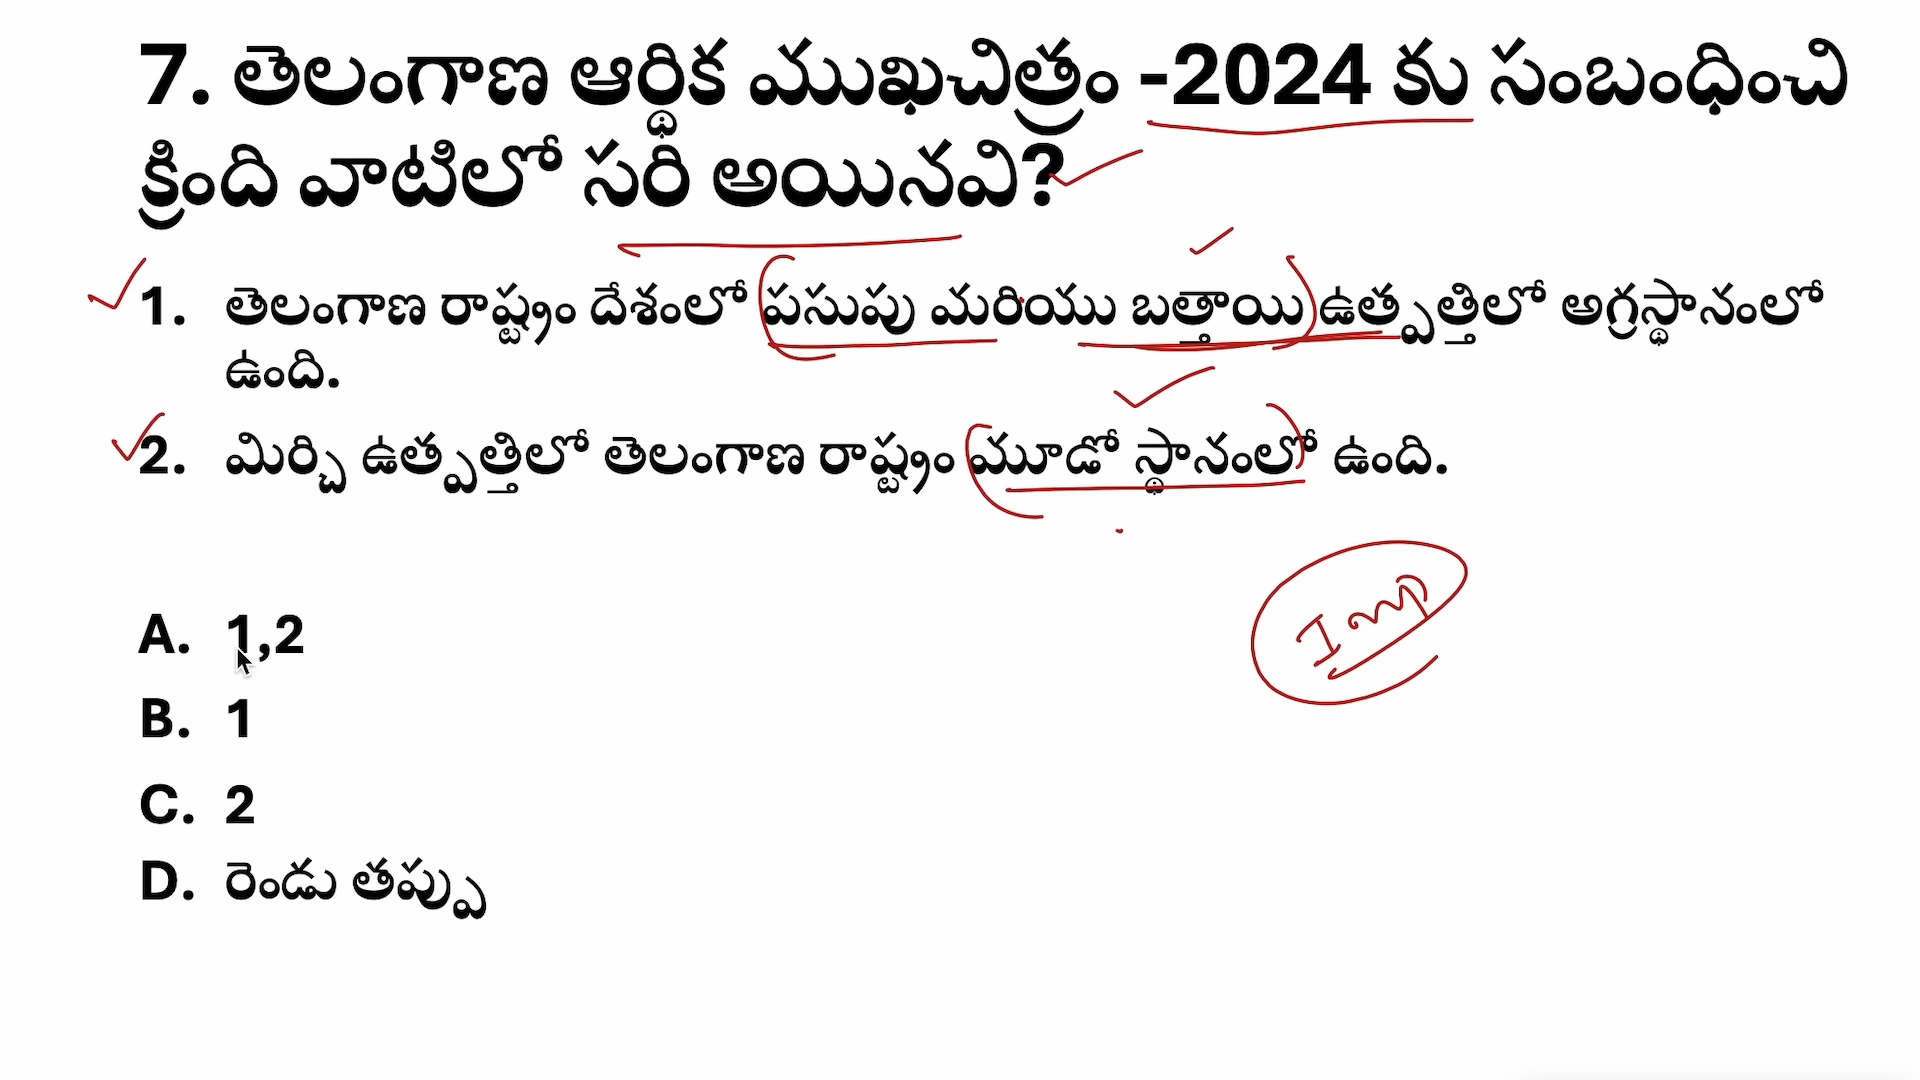 7. తెలంగాణ ఆర్థిక ముఖచిత్రం -2024 కు సంబంధించి
క్రింది వాటిలో సరి అయినవి?
1. తెలంగాణ రాష్ట్రం దేశంలో పసుపు మరియు బత్తాయి ఉత్పత్తిలో అగ్రస్థానంలో
ఉంది.
2. మిర్చి ఉత్పత్తిలో తెలంగాణ రాష్ట్రం మూడో స్థానంలో ఉంది.
Imp
A. 1,2
B. 1
C. 2
D. రెండు తప్పు